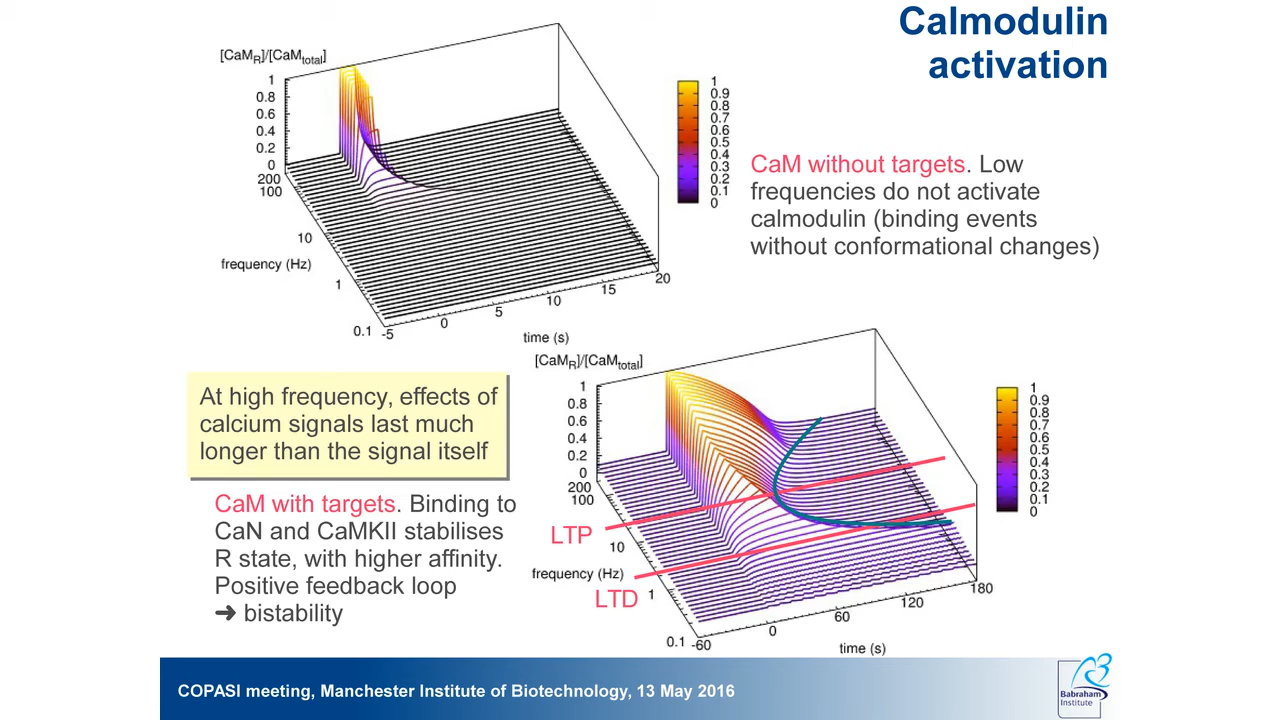 Calmodulin
activation
[CaMR]/[CaMtotal]
1
0.8
0.6
0.4
0.2
0
200
100
10
1
0.1
frequency (Hz)
-5
0
5
10
15
20
time (s)
1
0.9
0.8
0.7
0.6
0.5
0.4
0.3
0.2
0.1
0
CaM without targets. Low
frequencies do not activate
calmodulin (binding events
without conformational changes)
At high frequency, effects of
calcium signals last much
longer than the signal itself
CaM with targets. Binding to
CaN and CaMKII stabilises
R state, with higher affinity.
Positive feedback loop
➜ bistability
[CaMR]/[CaMtotal]
1
0.8
0.6
0.4
0.2
0
200
100
10
1
0.1
frequency (Hz)
LTP
LTD
-60
0
60
120
180
time (s)
1
0.9
0.8
0.7
0.6
0.5
0.4
0.3
0.2
0.1
0
COPASI meeting, Manchester Institute of Biotechnology, 13 May 2016
Babraham
Institute